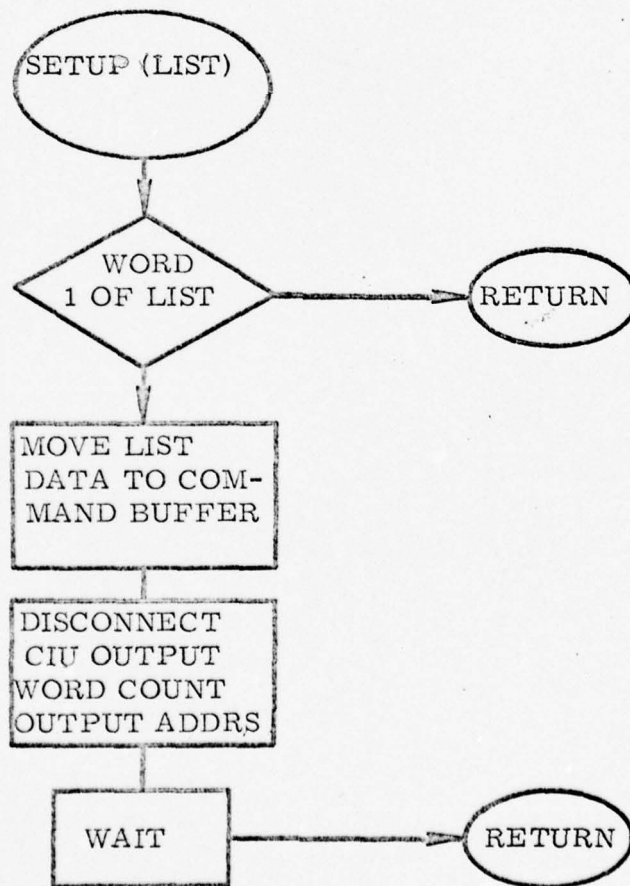 SETUP (LIST)
WORD
1 OF LIST
RETURN
MOVE LIST
DATA TO COM-
MAND BUFFER
DISCONNECT
CIU OUTPUT
WORD COUNT
OUTPUT ADDRS
WAIT
RETURN